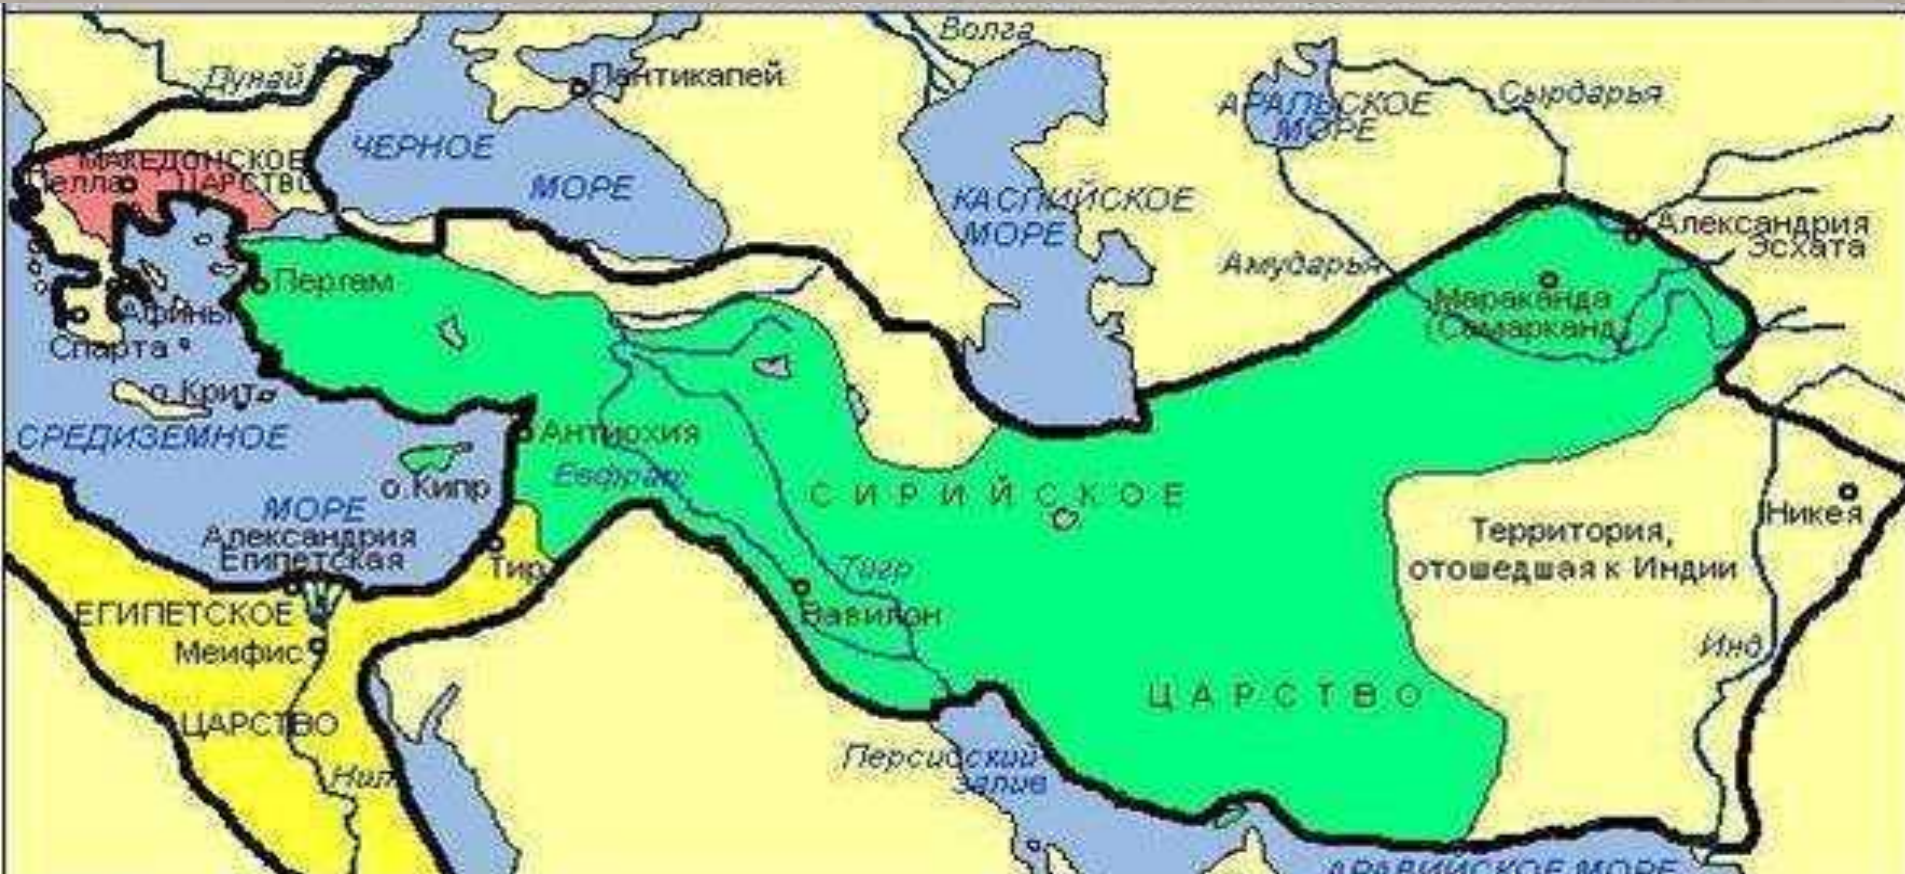 Волга
Дунай
Пантикапей
Сырдарья
АРАЛЬСКОЕ
МОРЕ
ЧЕРНОЕ
МОРЕ
МАКЕДОНСКОЕ
Пелла ЦАРСТВО
КАСПИЙСКОЕ
МОРЕ
Александрия
Эсхата
Амударья
Пергам
Мараканда
(Самарканд)
Афины
Спарта
о.Крит
СРЕДИЗЕМНОЕ
МОРЕ
Антиохия
Евфрат
о.Кипр
СИРИЙСКОЕ
ЦАРСТВО
Никея
Территория,
отошедшая к Индии
Александрия
Египетская
Тир
Тигр
Вавилон
ЕГИПЕТСКОЕ
Мемфис
ЦАРСТВО
Нил
Инд
Персидский
залив
АРАВИЙСКОЕ МОРЕ